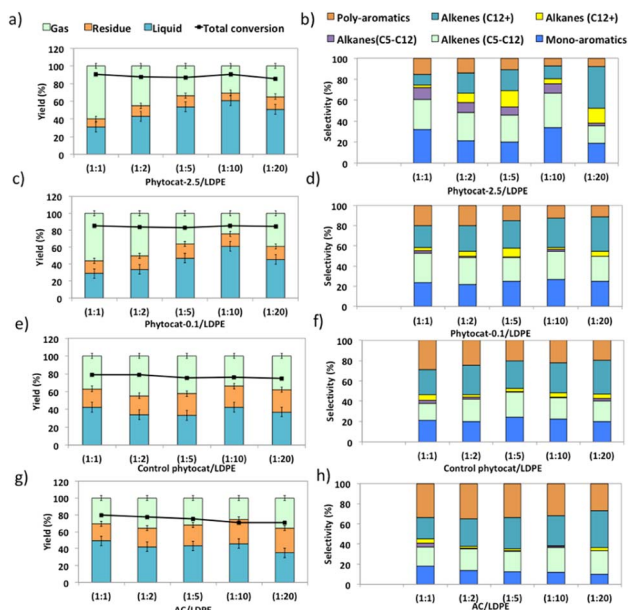 a) Gas Residue Liquid Total conversion
120
100
80
60
40
20
0
Yield (%)
(1:1) (1:2) (1:5) (1:10) (1:20)
Phytocat-2.5/LDPE
b) Poly-aromatics Alkenes (C12+) Alkanes (C12+)
Alkanes(C5-C12) Alkenes (C5-C12) Mono-aromatics
100
80
60
40
20
0
Selectivity (%)
(1:1) (1:2) (1:5) (1:10) (1:20)
Phytocat-2.5/LDPE
c)
120
100
80
60
40
20
0
Yield (%)
(1:1) (1:2) (1:5) (1:10) (1:20)
Phytocat-0.1/LDPE
d)
100
80
60
40
20
0
Selectivity (%)
(1:1) (1:2) (1:5) (1:10) (1:20)
Phytocat-0.1/LDPE
e)
120
100
80
60
40
20
0
Yield (%)
(1:1) (1:2) (1:5) (1:10) (1:20)
Control phytocat/LDPE
f)
100
80
60
40
20
0
Selectivity (%)
(1:1) (1:2) (1:5) (1:10) (1:20)
Control phytocat/LDPE
g)
120
100
80
60
40
20
0
Yield (%)
(1:1) (1:2) (1:5) (1:10) (1:20)
AC/LDPE
h)
100
80
60
40
20
0
Selectivity (%)
(1:1) (1:2) (1:5) (1:10) (1:20)
AC/LDPE